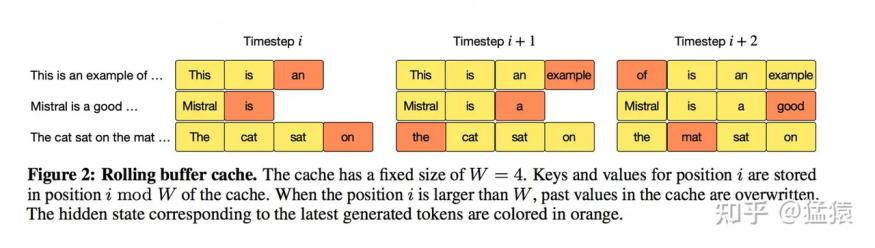 Timestep i Timestep i + 1 Timestep i + 2
This is an example of ... This is an This is an example of is an example
Mistral is a good ... Mistral is Mistral is a Mistral is a good
The cat sat on the mat ... The cat sat on the cat sat on the mat sat on
Figure 2: Rolling buffer cache. The cache has a fixed size of W = 4. Keys and values for position i are stored
in position i mod W of the cache. When the position i is larger than W, past values in the cache are overwritten.
The hidden state corresponding to the latest generated tokens are colored in orange.
知乎 @猛猿